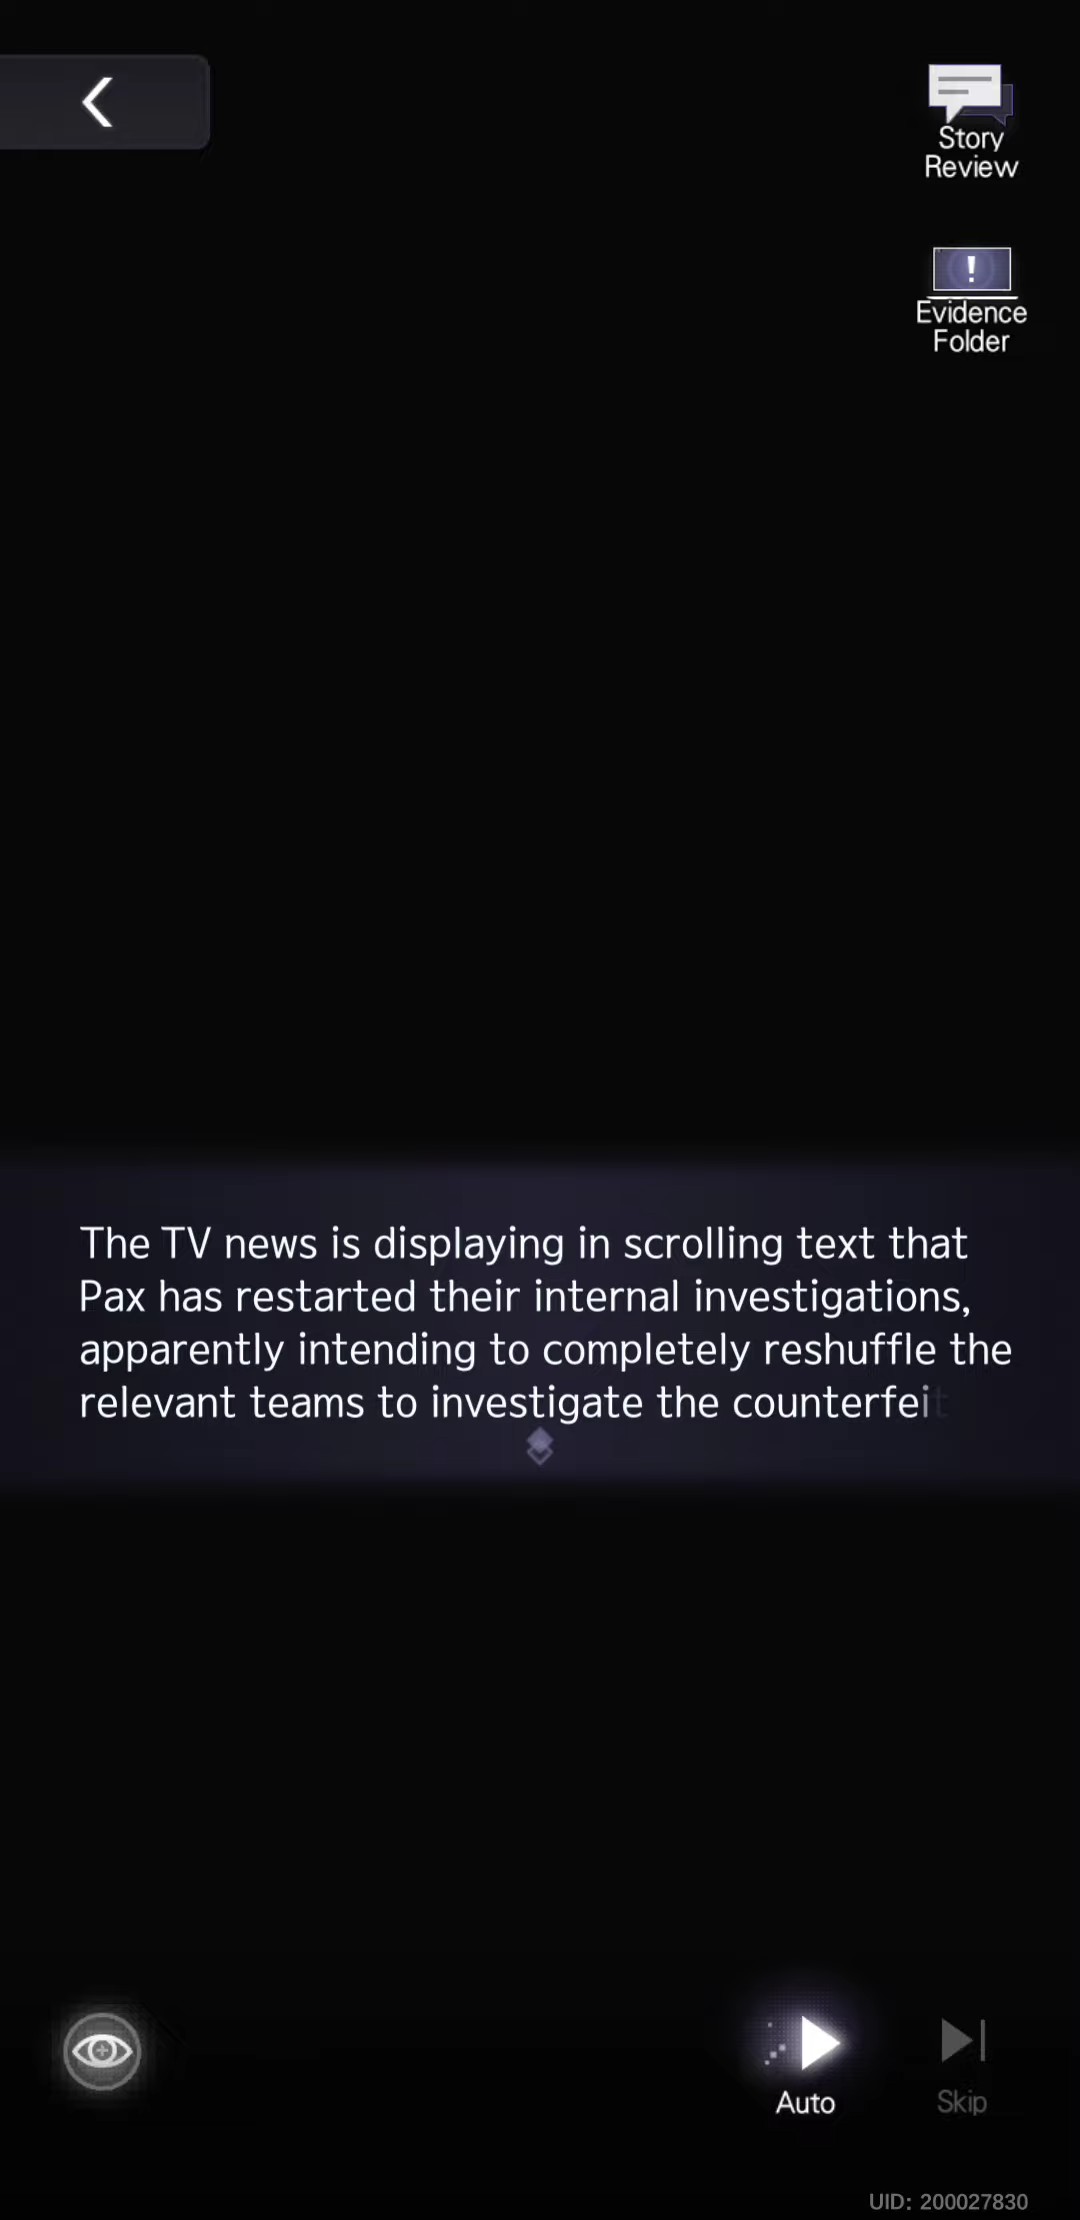 Story
Review
!
Evidence
Folder
The TV news is displaying in scrolling text that
Pax has restarted their internal investigations,
apparently intending to completely reshuffle the
relevant teams to investigate the counterfeit
Auto
Skip
UID: 200027830